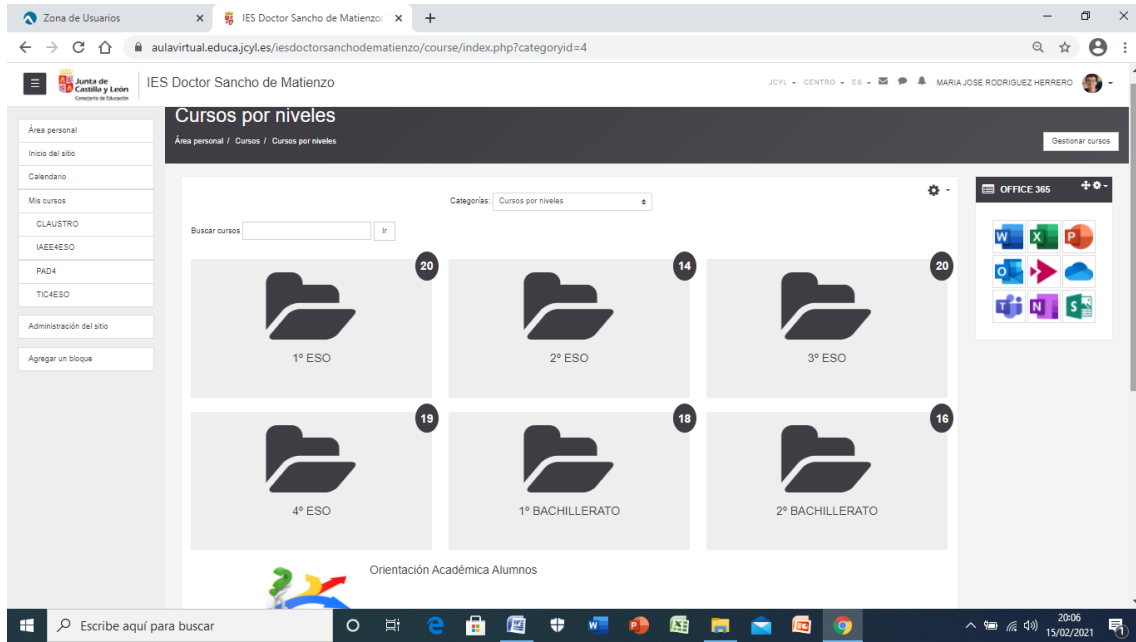 Zona de Usuarios
IES Doctor Sancho de Matienzo:
aulavirtual.educa.jcyl.es/iesdoctorsanchodematienzo/course/index.php?categoryid=4
Junta de
Castilla y León
Consejería de Educación
IES Doctor Sancho de Matienzo
JCYL
CENTRO
ES
MARIA JOSE RODRIGUEZ HERRERO
Cursos por niveles
Área personal / Cursos / Cursos por niveles
Gestionar cursos
Área personal
Inicio del sitio
Calendario
Mis cursos
CLAUSTRO
IAEE4ESO
PAD4
TIC4ESO
Administración del sitio
Agregar un bloque
Categorías: Cursos por niveles
Buscar cursos
Ir
20
1º ESO
14
2º ESO
20
3º ESO
19
4º ESO
18
1º BACHILLERATO
16
2º BACHILLERATO
Orientación Académica Alumnos
OFFICE 365
W X P
O
T N S
Escribe aquí para buscar
20:06
15/02/2021